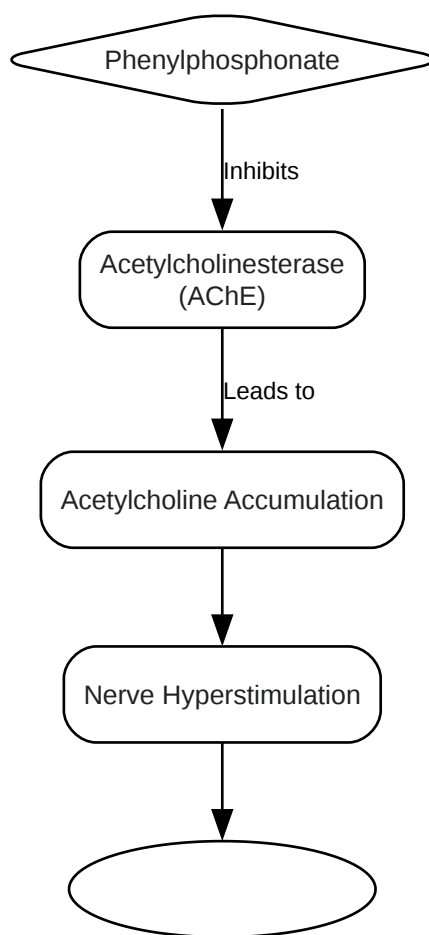 Phenylphosphonate
Inhibits
Acetylcholinesterase
(AChE)
Leads to
Acetylcholine Accumulation
Nerve Hyperstimulation